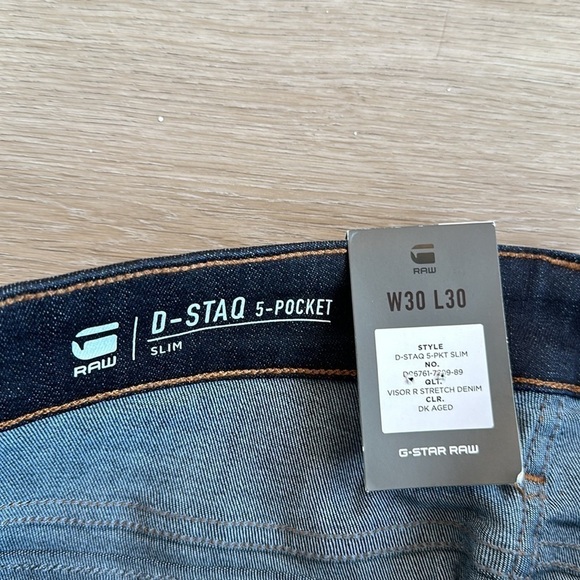 RAW
D-STAQ 5-POCKET
SLIM
RAW
W30 L30
STYLE
D-STAQ 5-PKT SLIM
NO.
QLT.
VISOR R STRETCH DENIM
CLR.
DK AGED
G-STAR RAW